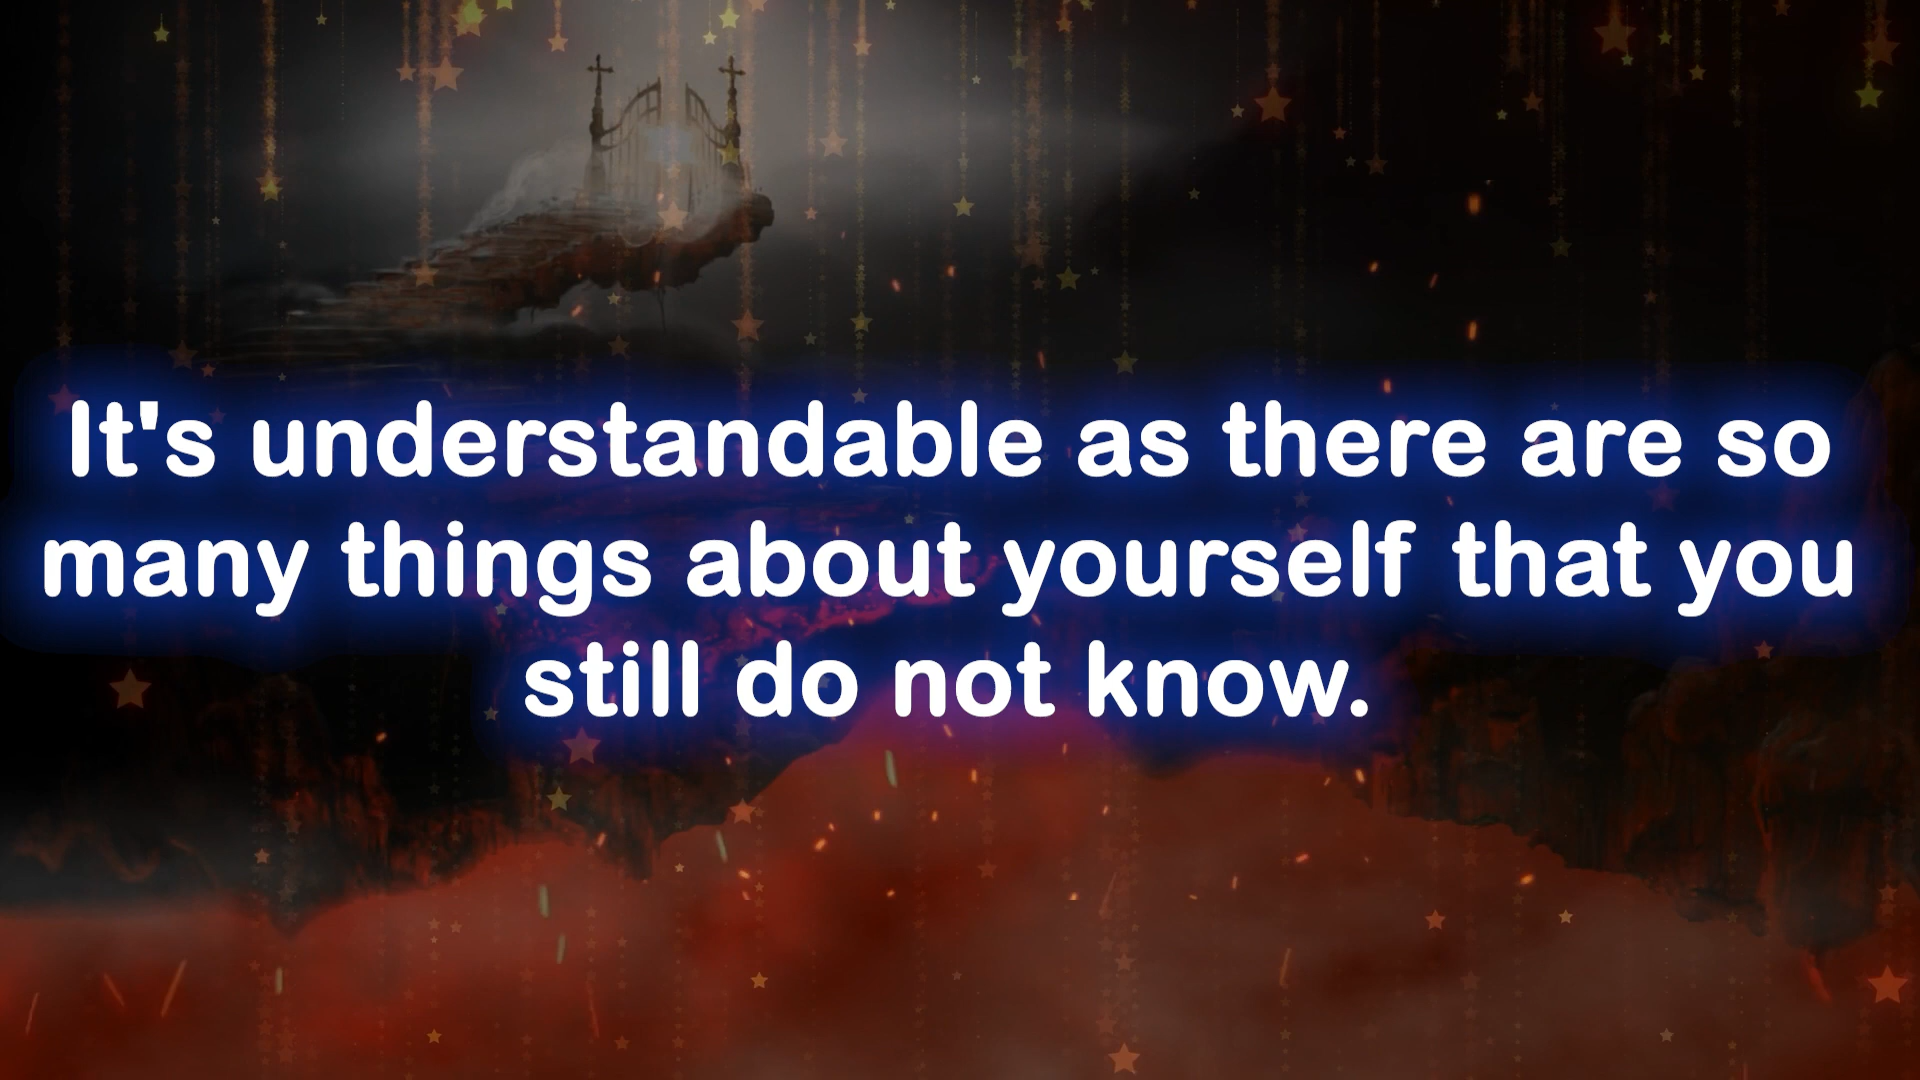 It's understandable as there are so
many things about yourself that you
still do not know.